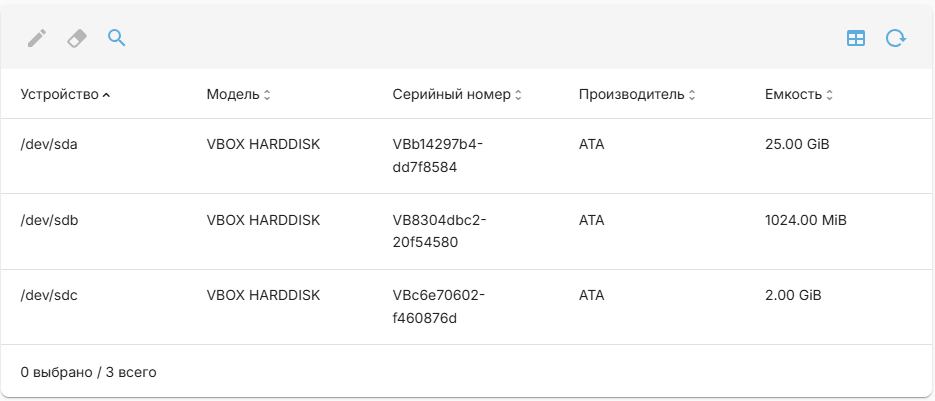 Устройство Модель Серийный номер Производитель Емкость
/dev/sda VBOX HARDDISK VBb14297b4- ATA 25.00 GiB
dd7f8584
/dev/sdb VBOX HARDDISK VB8304dbc2- ATA 1024.00 MiB
20f54580
/dev/sdc VBOX HARDDISK VBc6e70602- ATA 2.00 GiB
f460876d
0 выбрано / 3 всего